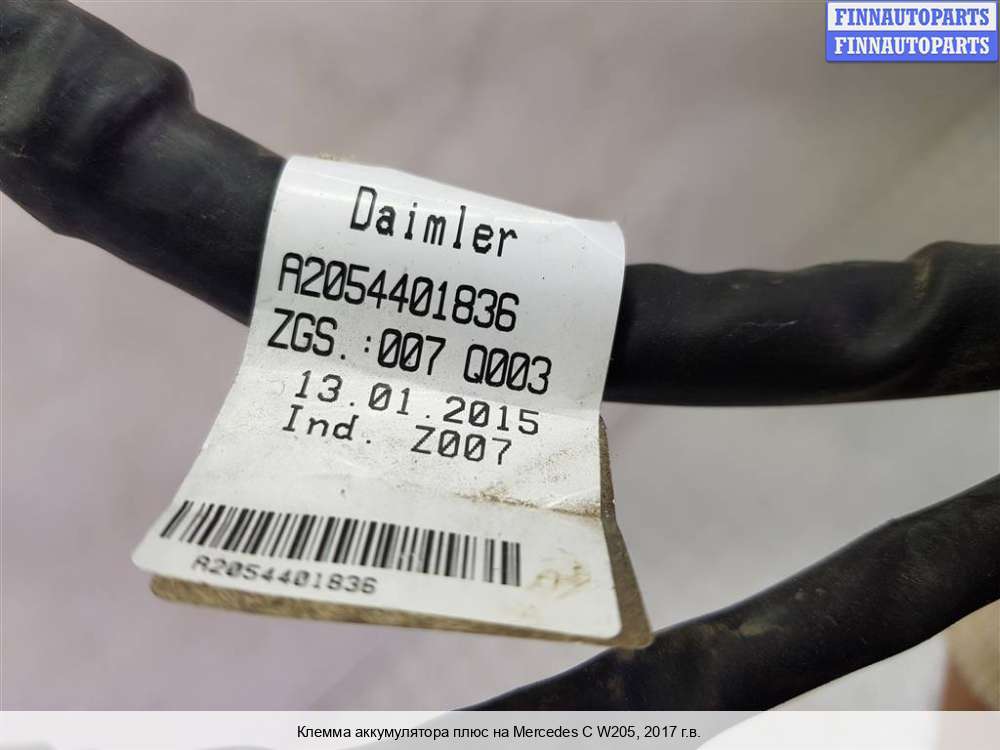 FINNAUTOPARTS
FINNAUTOPARTS
Daimler
A2054401836
ZGS.:007 Q003
13.01.2015
Ind. Z007
A2054401836
Клемма аккумулятора плюс на Mercedes C W205, 2017 г.в.